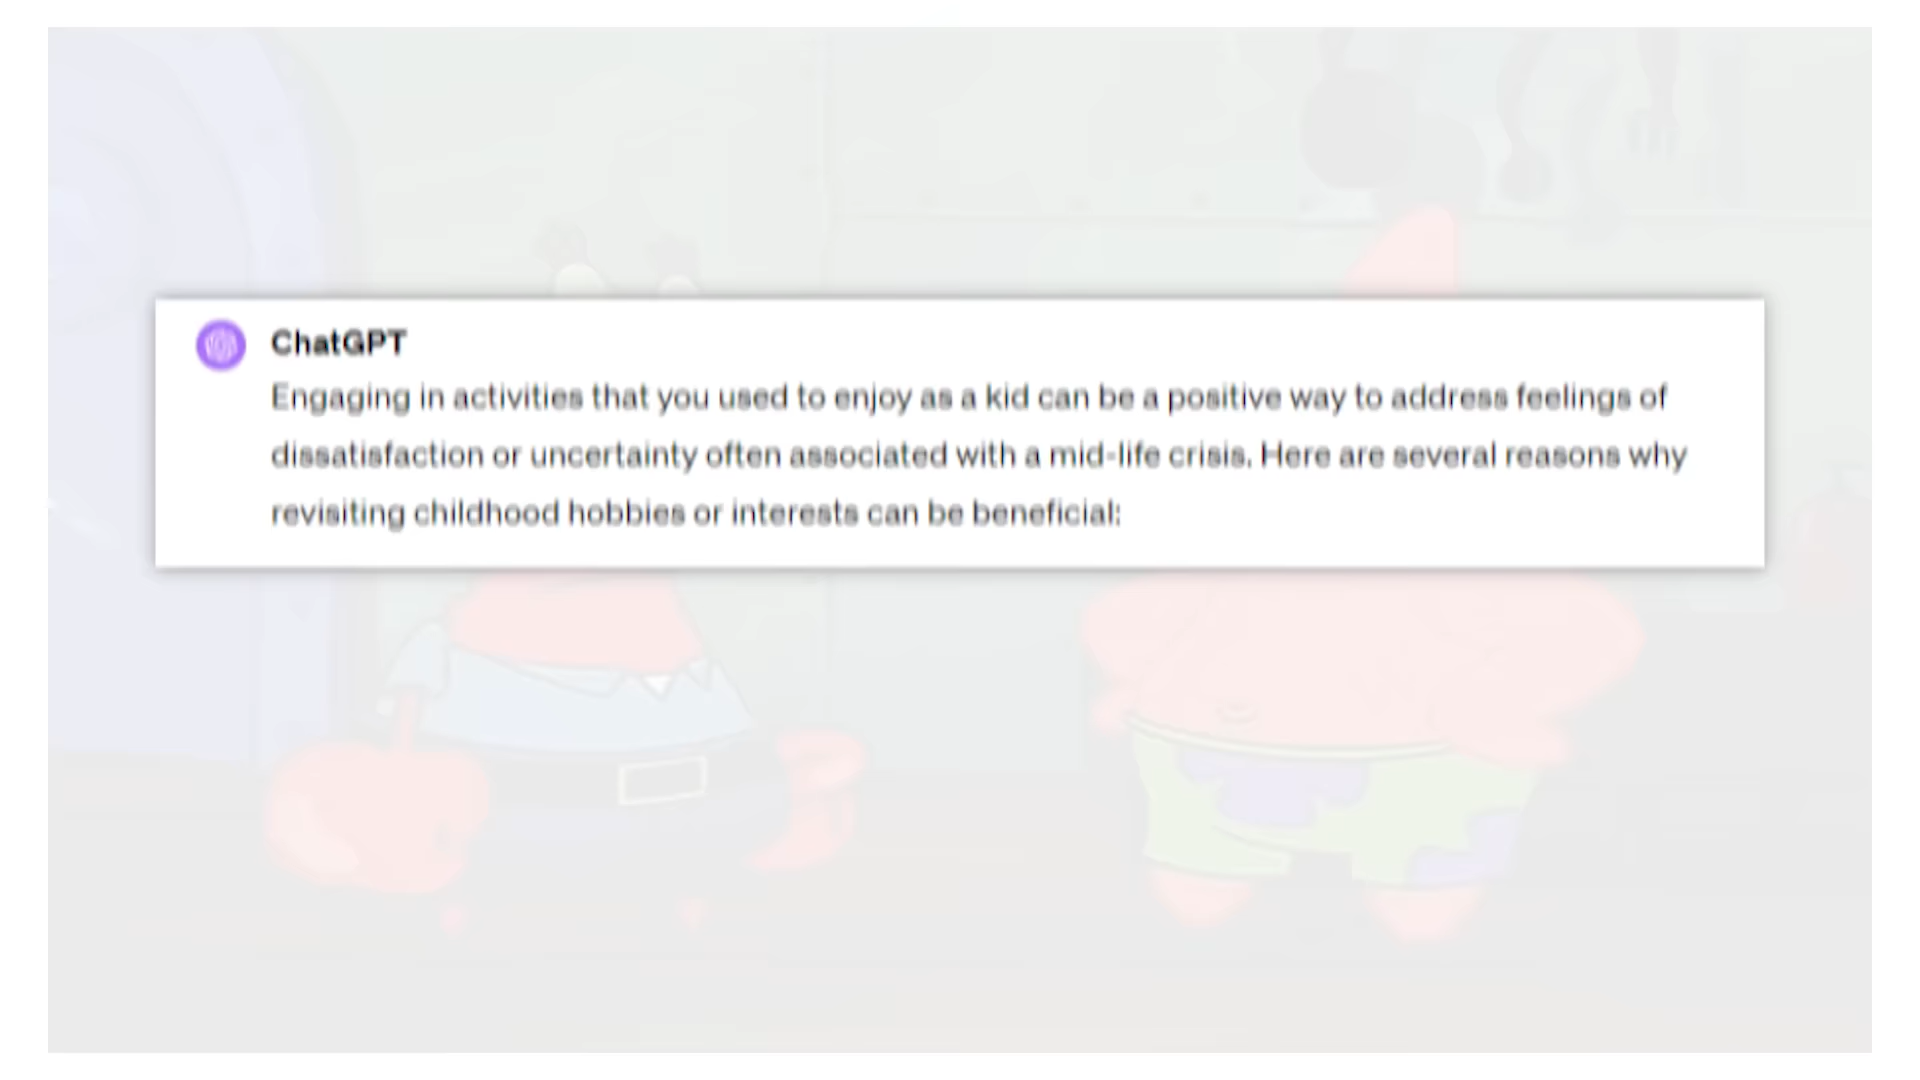 ChatGPT
Engaging in activities that you used to enjoy as a kid can be a positive way to address feelings of
dissatisfaction or uncertainty often associated with a mid-life crisis. Here are several reasons why
revisiting childhood hobbies or interests can be beneficial: